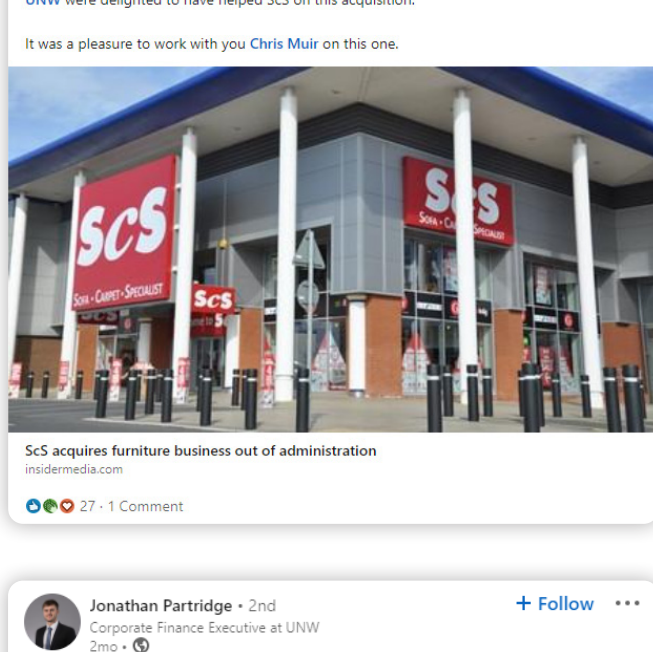 UNW were delighted to have helped ScS on this acquisition.
It was a pleasure to work with you Chris Muir on this one.
ScS
SOFA • CARPET • SPECIALIST
ScS
SOFA • CA SPECIALIST
ScS
ScS acquires furniture business out of administration
insidermedia.com
27 · 1 Comment
Jonathan Partridge • 2nd
+ Follow
Corporate Finance Executive at UNW
2mo •